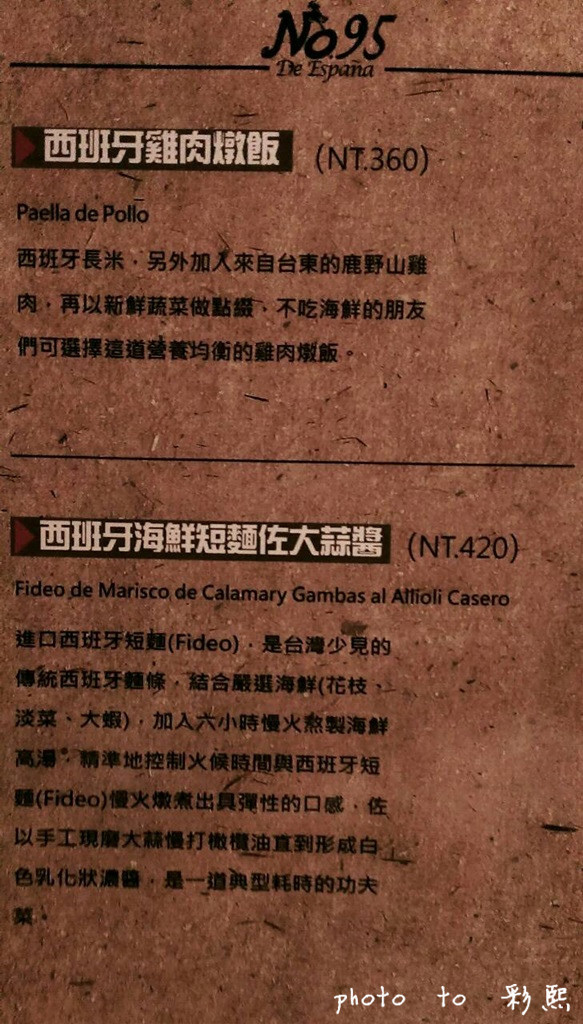 No.95
De España
西班牙雞肉燉飯 (NT.360)
Paella de Pollo
西班牙長米，另外加入來自台東的鹿野山雞
肉，再以新鮮蔬菜做點綴、不吃海鮮的朋友
們可選擇這道營養均衡的雞肉燉飯。
西班牙海鮮短麵佐大蒜醬 (NT.420)
Fideo de Marisco de Calamary Gambas al Allioli Casero
進口西班牙短麵(Fideo)，是台灣少見的
傳統西班牙麵條，結合嚴選海鮮(花枝、
淡菜、大蝦)，加入六小時慢火熬製海鮮
高湯，精準地控制火候時間與西班牙短
麵(Fideo)慢火燉煮出具彈性的口感，佐
以手工現磨大蒜慢打橄欖油直到形成白
色乳化狀濃醬，是一道典型耗時的功夫
菜。
photo to 彩熙